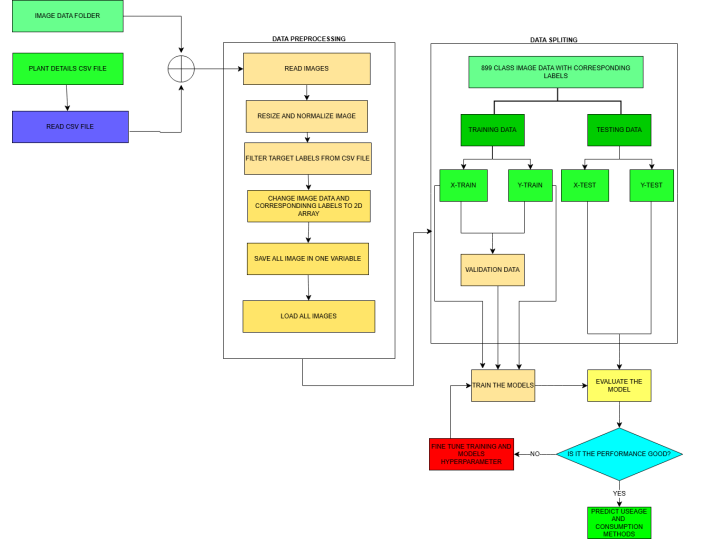 IMAGE DATA FOLDER
PLANT DETAILS CSV FILE
READ CSV FILE
DATA PREPROCESSING
READ IMAGES
RESIZE AND NORMALIZE IMAGE
FILTER TARGET LABELS FROM CSV FILE
CHANGE IMAGE DATA AND
CORRESPONDINNG LABELS TO 2D
ARRAY
SAVE ALL IMAGE IN ONE VARIABLE
LOAD ALL IMAGES
DATA SPLITING
899 CLASS IMAGE DATA WITH CORRESPONDING
LABELS
TRAINING DATA
TESTING DATA
X-TRAIN
Y-TRAIN
X-TEST
Y-TEST
VALIDATION DATA
TRAIN THE MODELS
EVALUATE THE
MODEL
FINE TUNE TRAINING AND
MODELS
HYPERPARAMETER
NO
IS IT THE PERFORMANCE GOOD?
YES
PREDICT USEAGE
AND
CONSUMPTION
METHODS